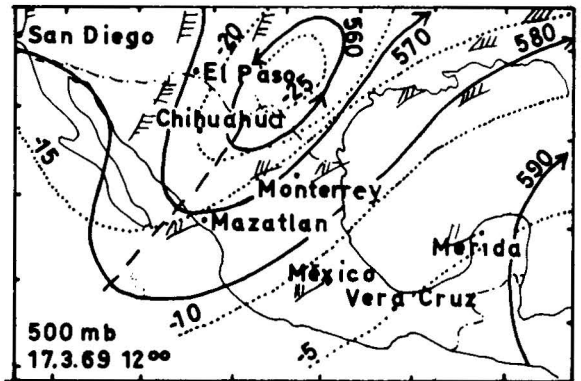 San Diego
-20
560
570
580
El Paso
-25
Chihuahua
-15
590
Monterrey
Mazatlan
Merida
México
Vera Cruz
-10
500 mb
17.3.69 12⁰⁰
-5